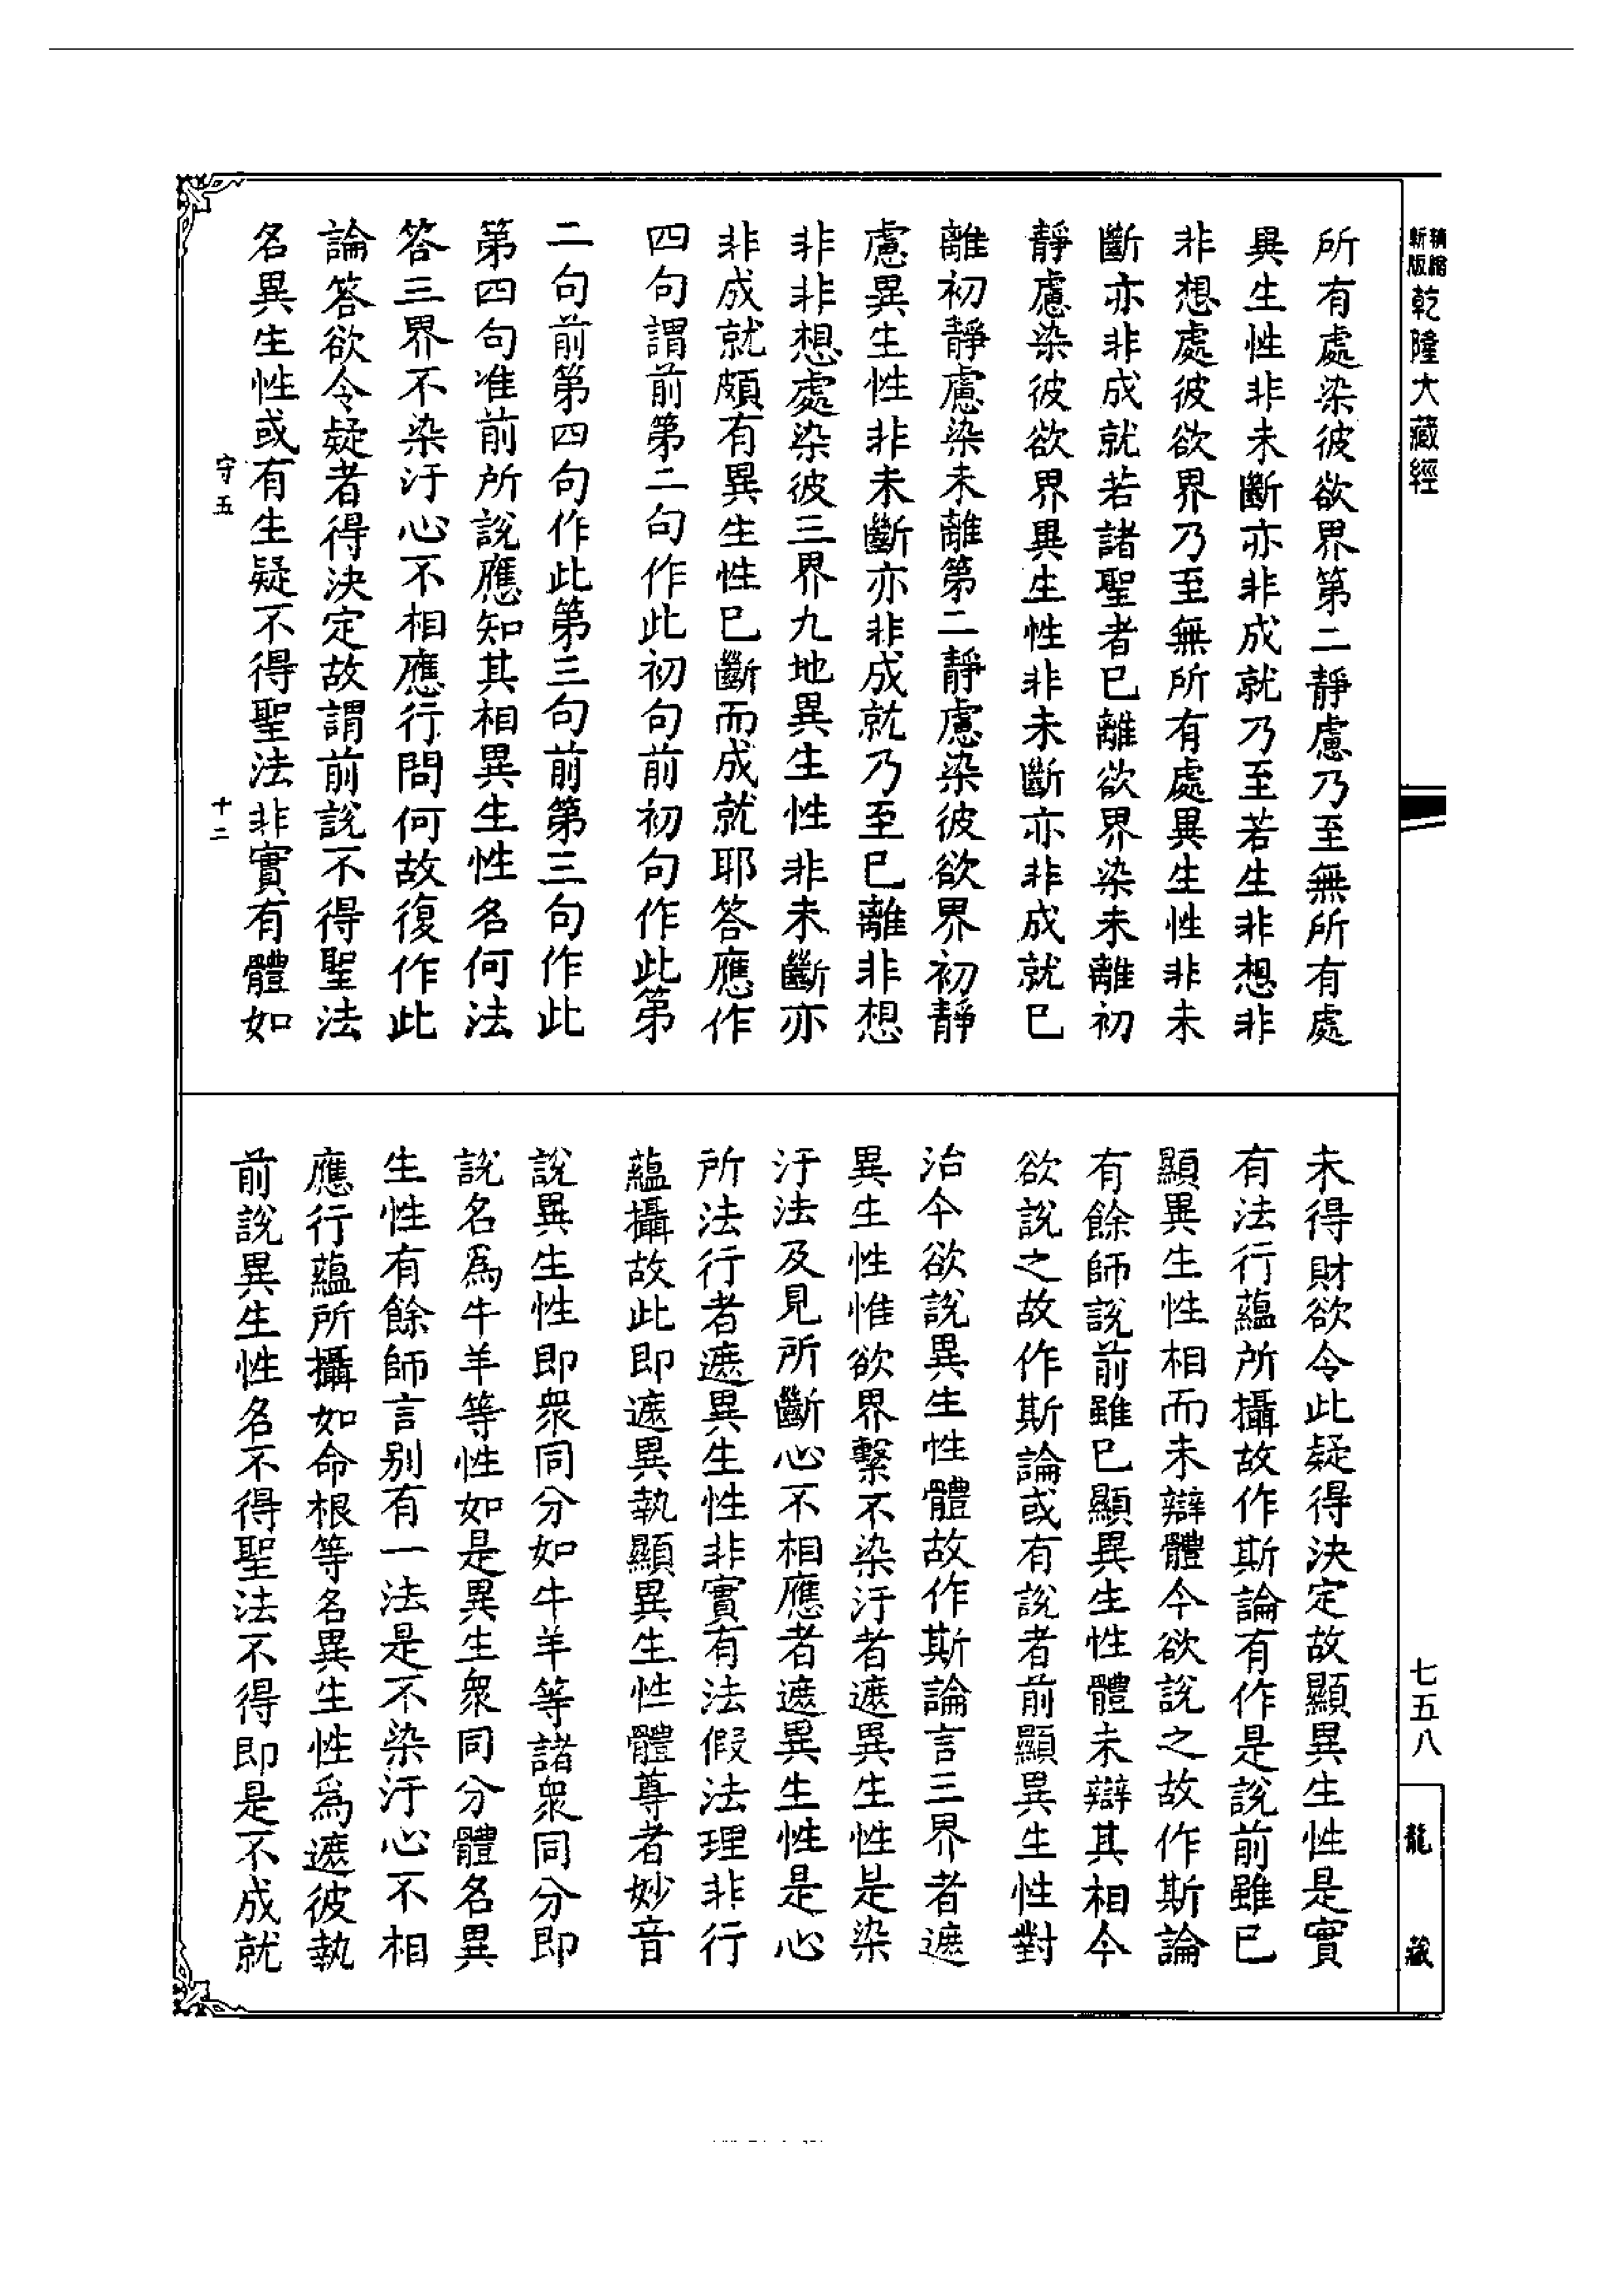 精縮新版乾隆大藏經
所有處染彼欲界第二靜慮乃至無所有處
異生性非未斷亦非成就乃至若生非想非
非想處彼欲界乃至無所有處異生性非未
斷亦非成就若諸聖者已離欲界染未離初
靜慮染彼欲界異生性非未斷亦非成就已
離初靜慮染未離第二靜慮染彼欲界初靜
慮異生性非未斷亦非成就乃至已離非想
非非想處染彼三界九地異生性非未斷亦
非成就頗有異生性已斷而成就耶答應作
四句謂前第二句作此初句前初句作此第
二句前第四句作此第三句前第三句作此
第四句准前所說應知其相異生性名何法
答三界不染汙心不相應行問何故復作此
論答欲令疑者得決定故謂前說不得聖法
名異生性或有生疑不得聖法非實有體如
守五
十二
未得財欲令此疑得決定故顯異生性是實
有法行蘊所攝故作斯論有作是說前雖已
顯異生性相而未辯體今欲說之故作斯論
有餘師說前雖已顯異生性體未辯其相今
欲說之故作斯論或有說者前顯異生性對
治今欲說異生性體故作斯論言三界者遮
異生性惟欲界繫不染汙者遮異生性是染
汙法及見所斷心不相應者遮異生性是心
所法行者遮異生性非實有法假法理非行
蘊攝故此即遮異執顯異生性體尊者妙音
說異生性即衆同分如牛羊等諸衆同分即
說名爲牛羊等性如是異生衆同分體名異
生性有餘師言別有一法是不染汙心不相
應行蘊所攝如命根等名異生性爲遮彼執
前說異生性名不得聖法不得即是不成就
七五八
龍藏